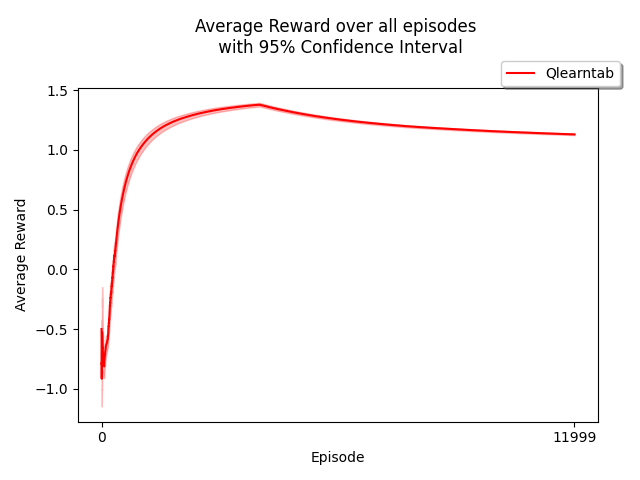 Average Reward over all episodes
with 95% Confidence Interval
Qlearntab
1.5
1.0
0.5
0.0
−0.5
−1.0
Average Reward
0
11999
Episode